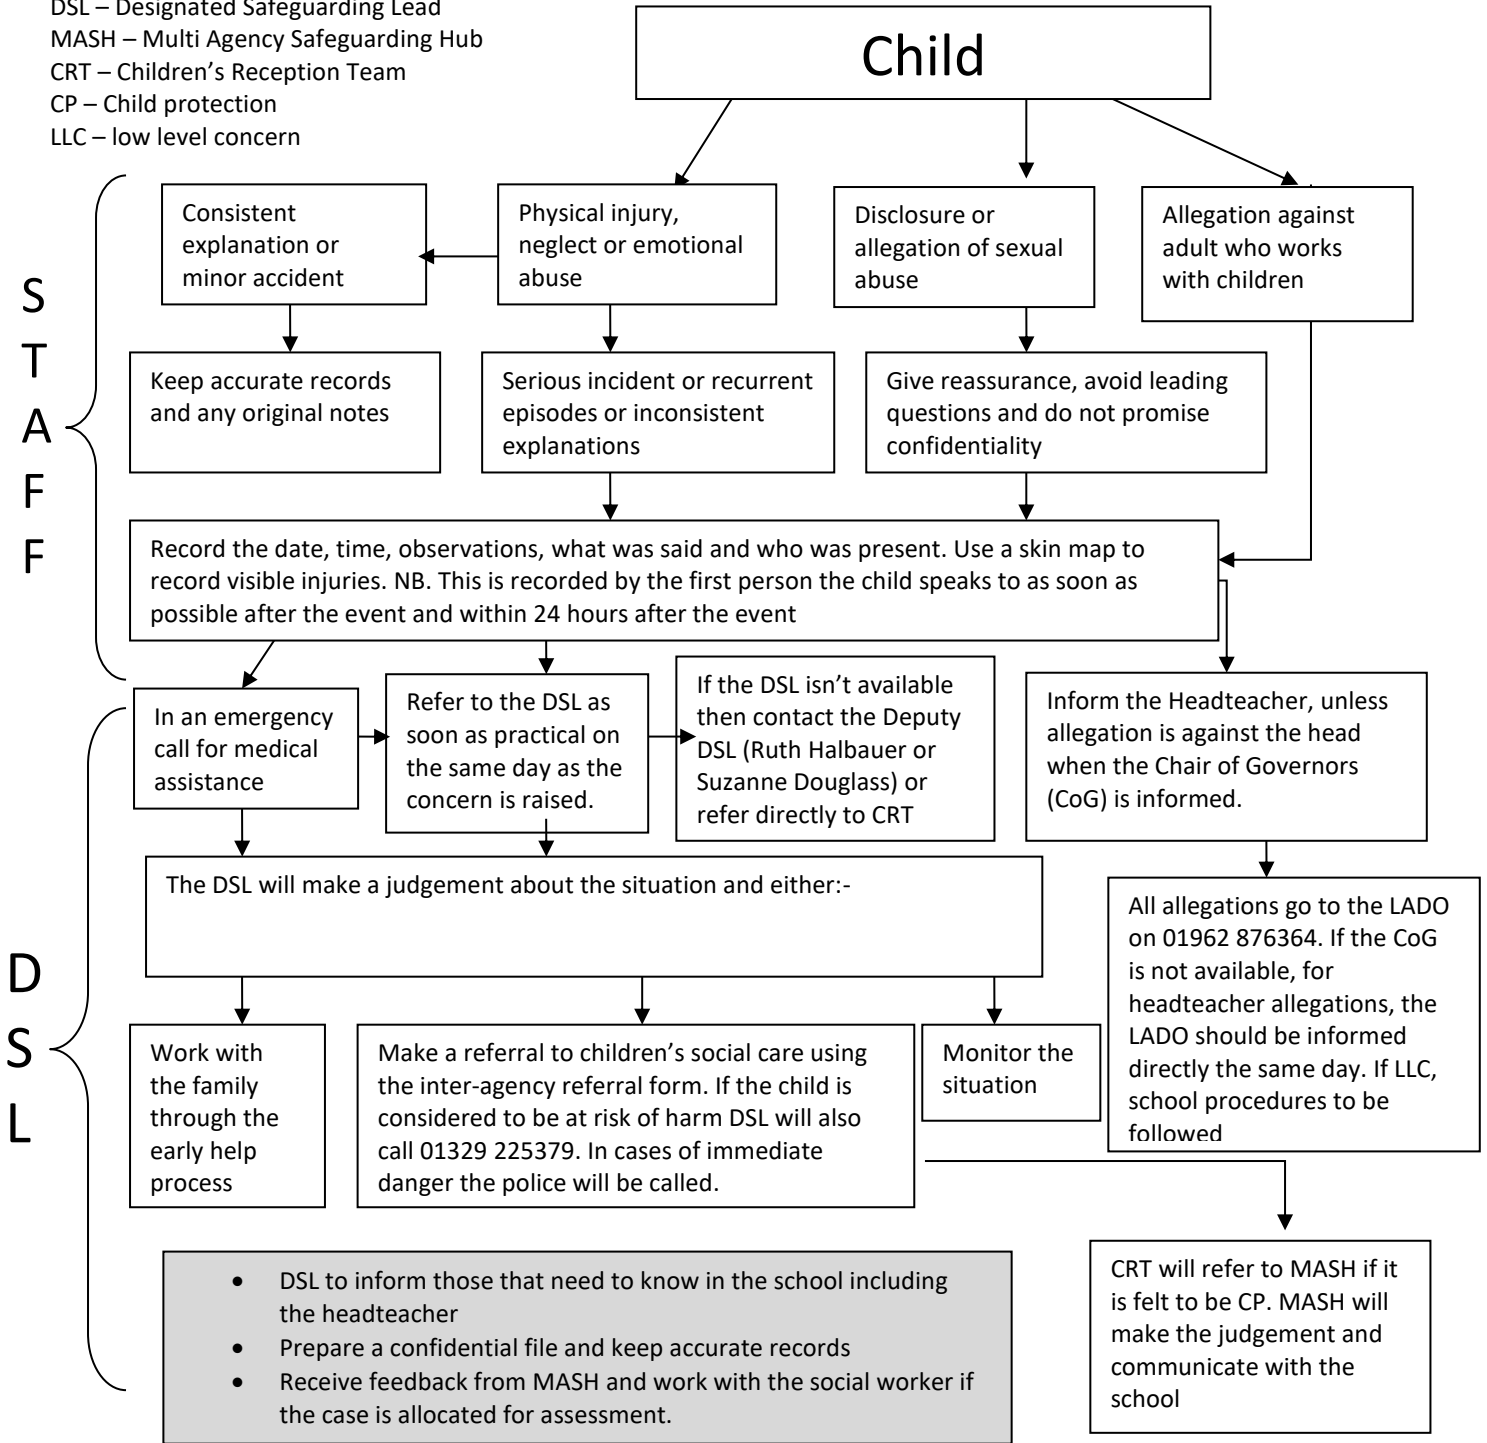 DSL – Designated Safeguarding Lead
MASH – Multi Agency Safeguarding Hub
CRT – Children’s Reception Team
CP – Child protection
LLC – low level concern
Child
S
T
A
F
F
Consistent
explanation or
minor accident
Physical injury,
neglect or emotional
abuse
Disclosure or
allegation of sexual
abuse
Allegation against
adult who works
with children
Keep accurate records
and any original notes
Serious incident or recurrent
episodes or inconsistent
explanations
Give reassurance, avoid leading
questions and do not promise
confidentiality
Record the date, time, observations, what was said and who was present. Use a skin map to
record visible injuries. NB. This is recorded by the first person the child speaks to as soon as
possible after the event and within 24 hours after the event
D
S
L
In an emergency
call for medical
assistance
Refer to the DSL as
soon as practical on
the same day as the
concern is raised.
If the DSL isn’t available
then contact the Deputy
DSL (Ruth Halbauer or
Suzanne Douglass) or
refer directly to CRT
Inform the Headteacher, unless
allegation is against the head
when the Chair of Governors
(CoG) is informed.
The DSL will make a judgement about the situation and either:-
All allegations go to the LADO
on 01962 876364. If the CoG
is not available, for
headteacher allegations, the
LADO should be informed
directly the same day. If LLC,
school procedures to be
followed
Work with
the family
through the
early help
process
Make a referral to children’s social care using
the inter-agency referral form. If the child is
considered to be at risk of harm DSL will also
call 01329 225379. In cases of immediate
danger the police will be called.
Monitor the
situation
CRT will refer to MASH if it
is felt to be CP. MASH will
make the judgement and
communicate with the
school
• DSL to inform those that need to know in the school including
the headteacher
• Prepare a confidential file and keep accurate records
• Receive feedback from MASH and work with the social worker if
the case is allocated for assessment.